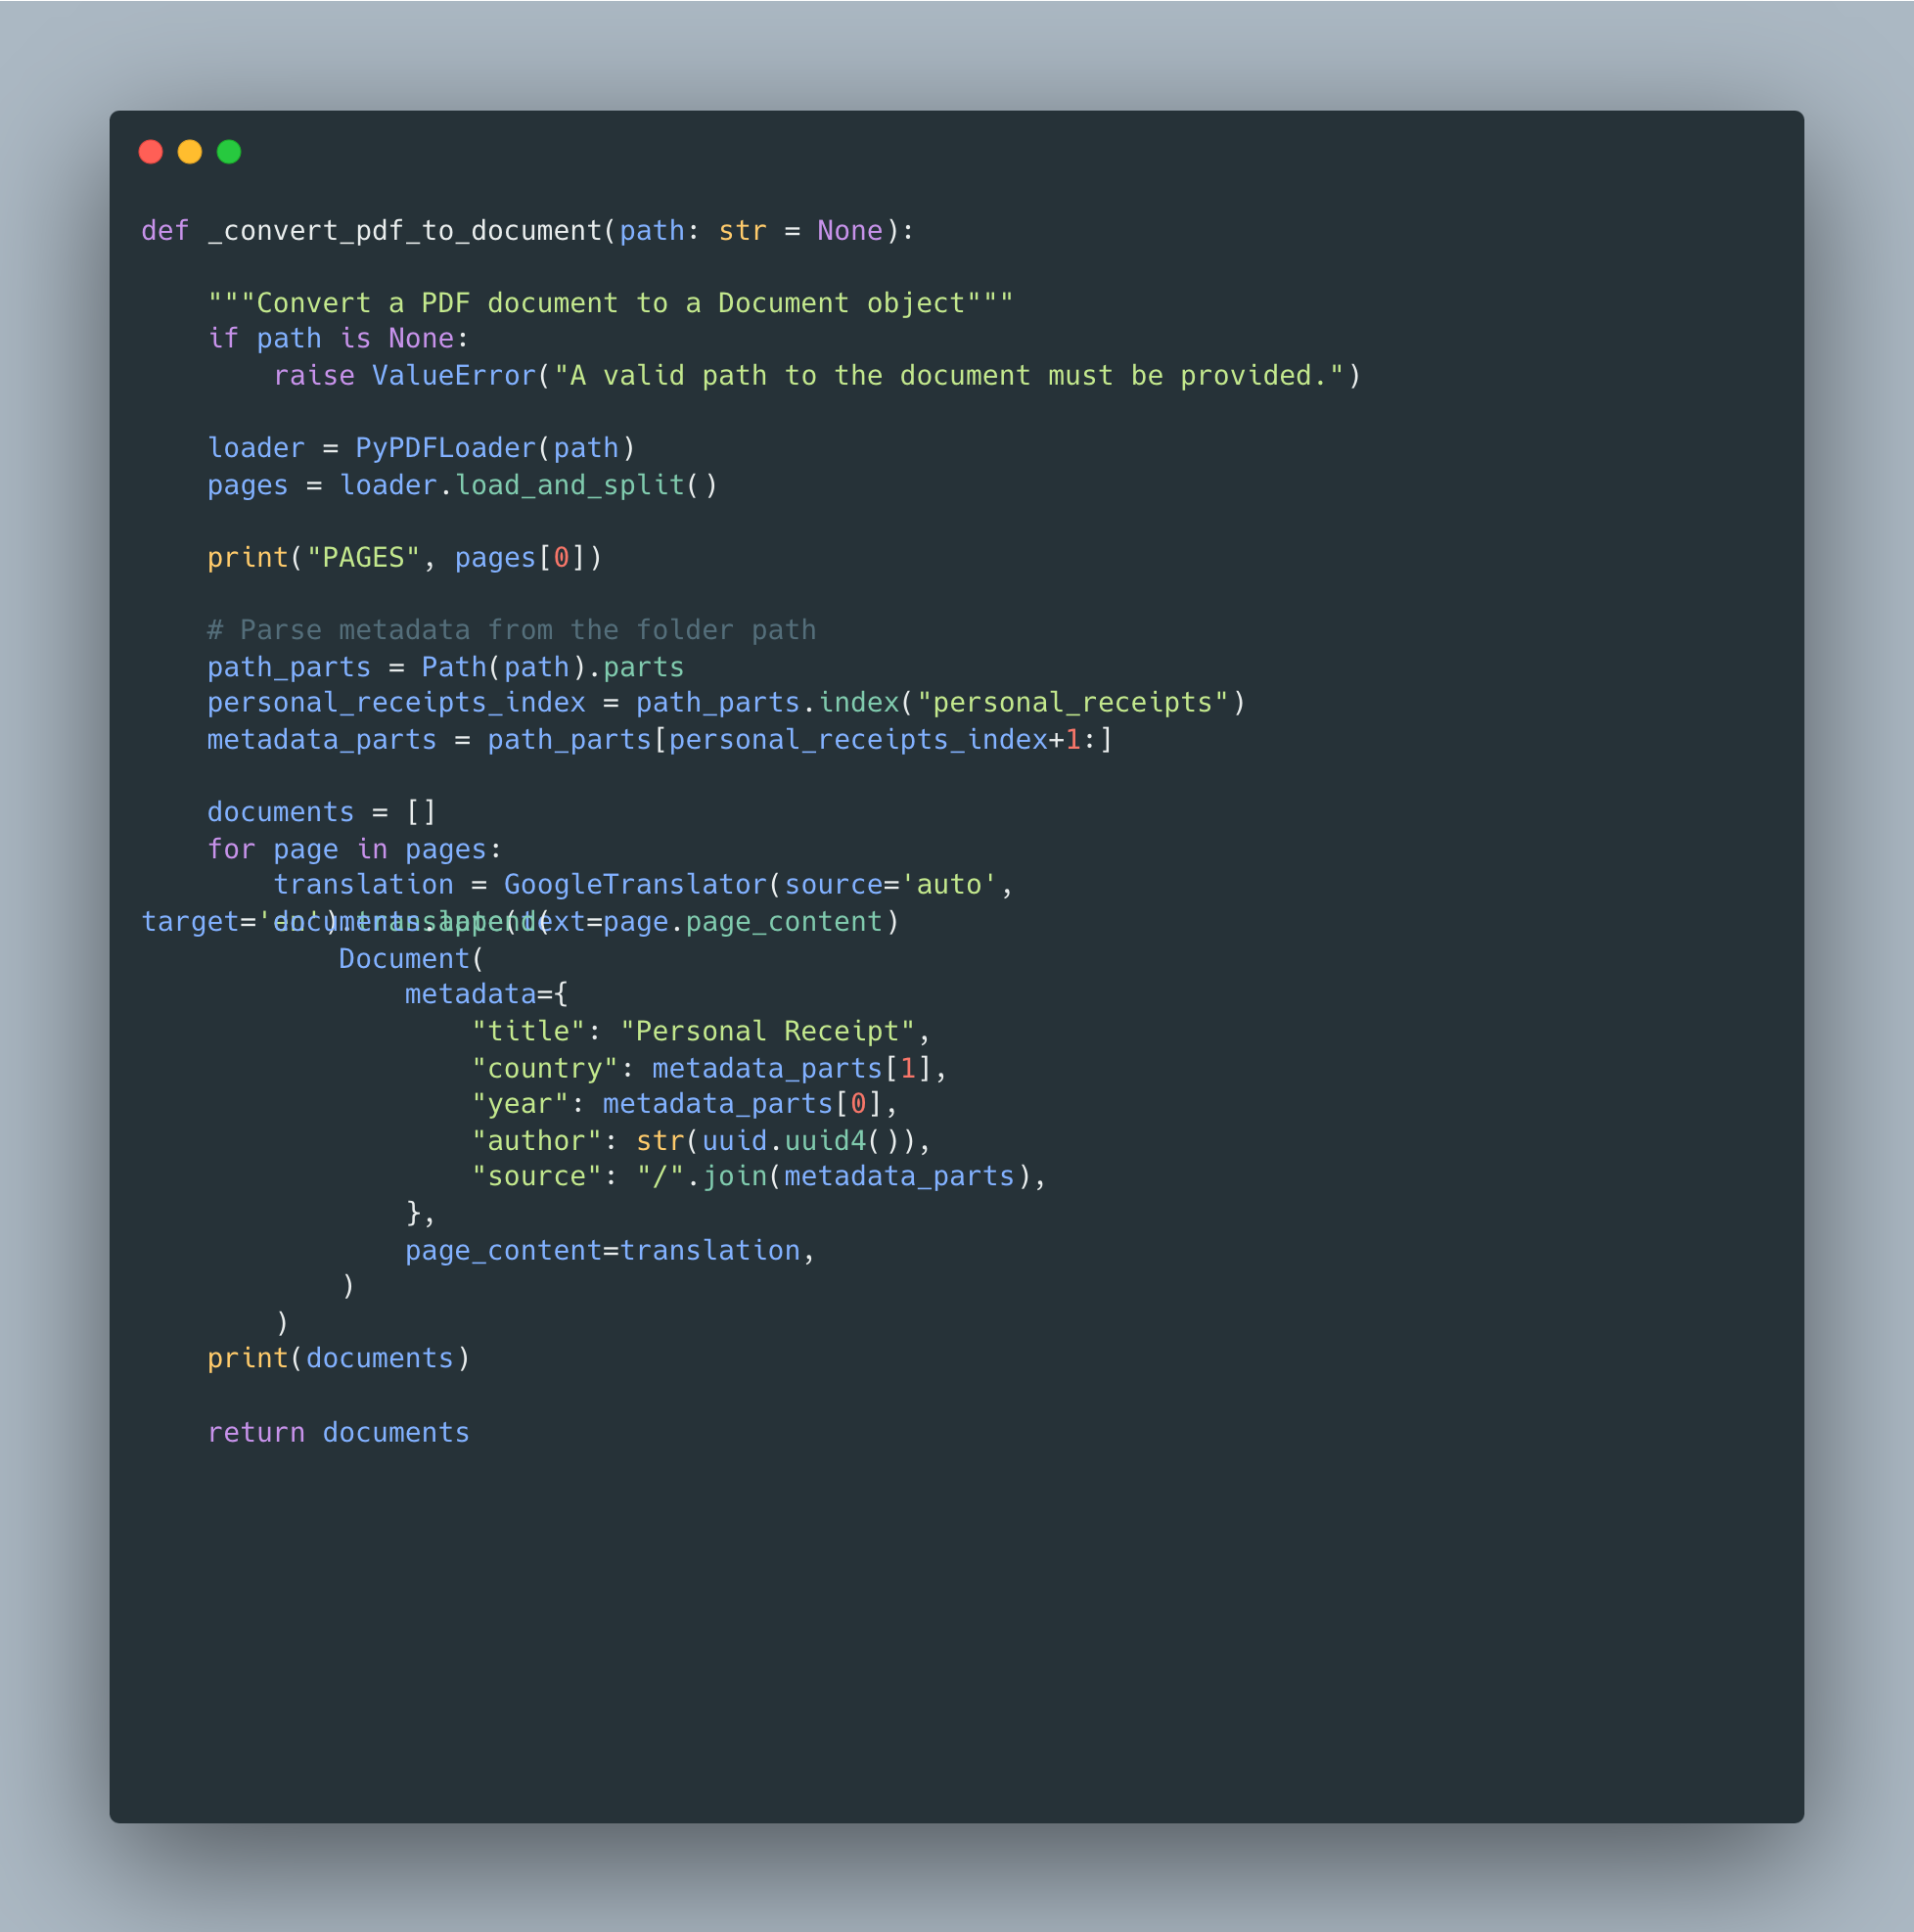 def _convert_pdf_to_document(path: str = None):
"""Convert a PDF document to a Document object"""
if path is None:
raise ValueError("A valid path to the document must be provided.")
loader = PyPDFLoader(path)
pages = loader.load_and_split()
print("PAGES", pages[0])
# Parse metadata from the folder path
path_parts = Path(path).parts
personal_receipts_index = path_parts.index("personal_receipts")
metadata_parts = path_parts[personal_receipts_index+1:]
documents = []
for page in pages:
translation = GoogleTranslator(source='auto',
target='en').translate(text=page.page_content)
documents.append(
Document(
metadata={
"title": "Personal Receipt",
"country": metadata_parts[1],
"year": metadata_parts[0],
"author": str(uuid.uuid4()),
"source": "/".join(metadata_parts),
},
page_content=translation,
)
)
print(documents)
return documents